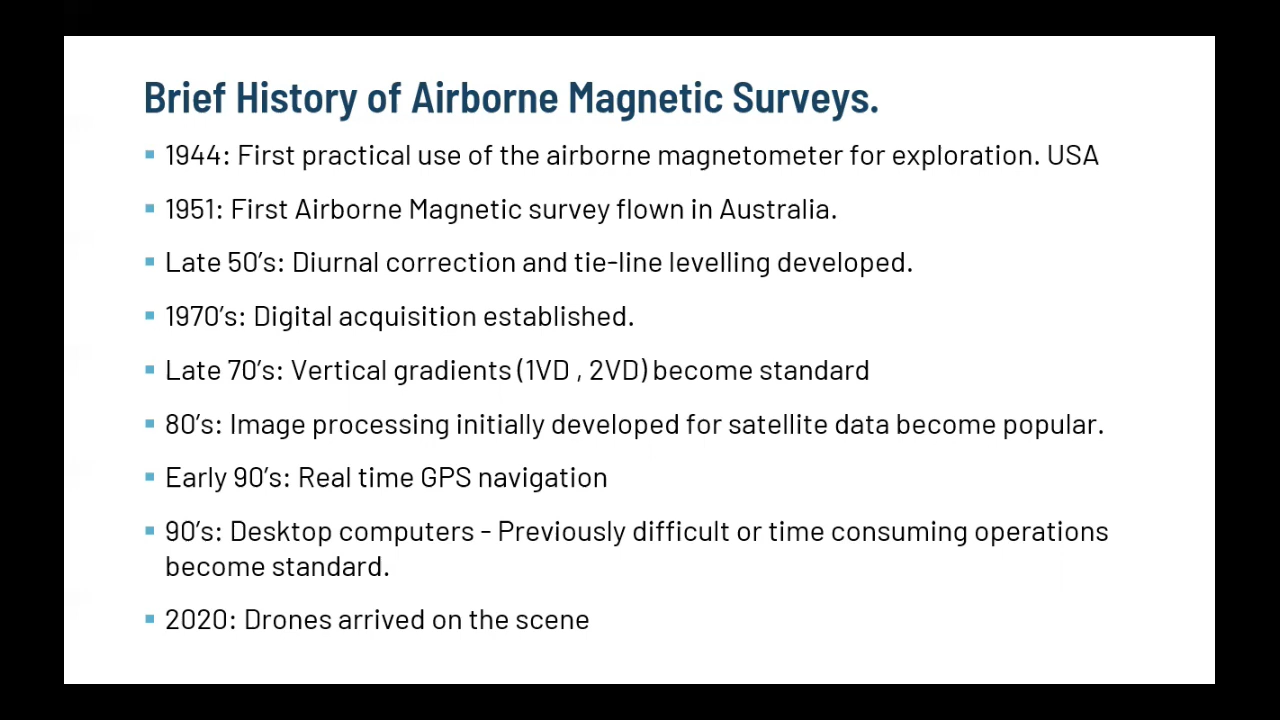 Brief History of Airborne Magnetic Surveys.
▪ 1944: First practical use of the airborne magnetometer for exploration. USA
▪ 1951: First Airborne Magnetic survey flown in Australia.
▪ Late 50’s: Diurnal correction and tie-line levelling developed.
▪ 1970’s: Digital acquisition established.
▪ Late 70’s: Vertical gradients (1VD , 2VD) become standard
▪ 80’s: Image processing initially developed for satellite data become popular.
▪ Early 90’s: Real time GPS navigation
▪ 90’s: Desktop computers - Previously difficult or time consuming operations
become standard.
▪ 2020: Drones arrived on the scene